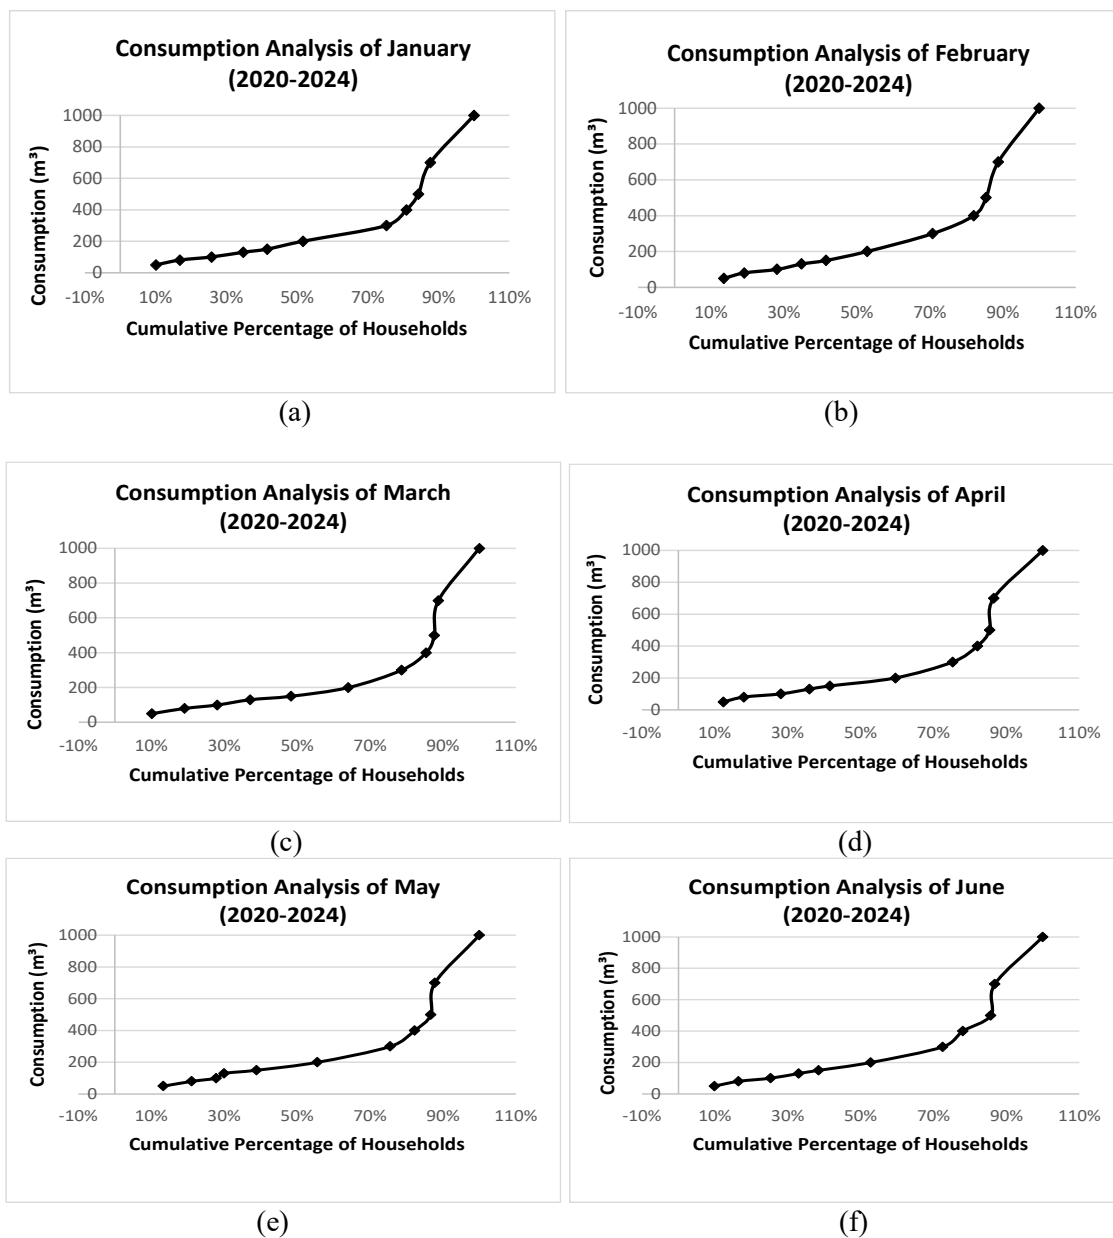 Consumption Analysis of January
(2020-2024)
Consumption (m³)
1000
800
600
400
200
0
-10% 10% 30% 50% 70% 90% 110%
Cumulative Percentage of Households
(a)
Consumption Analysis of February
(2020-2024)
Consumption (m³)
1000
800
600
400
200
0
-10% 10% 30% 50% 70% 90% 110%
Cumulative Percentage of Households
(b)
Consumption Analysis of March
(2020-2024)
Consumption (m³)
1000
800
600
400
200
0
-10% 10% 30% 50% 70% 90% 110%
Cumulative Percentage of Households
(c)
Consumption Analysis of April
(2020-2024)
Consumption (m³)
1000
800
600
400
200
0
-10% 10% 30% 50% 70% 90% 110%
Cumulative Percentage of Households
(d)
Consumption Analysis of May
(2020-2024)
Consumption (m³)
1000
800
600
400
200
0
-10% 10% 30% 50% 70% 90% 110%
Cumulative Percentage of Households
(e)
Consumption Analysis of June
(2020-2024)
Consumption (m³)
1000
800
600
400
200
0
-10% 10% 30% 50% 70% 90% 110%
Cumulative Percentage of Households
(f)